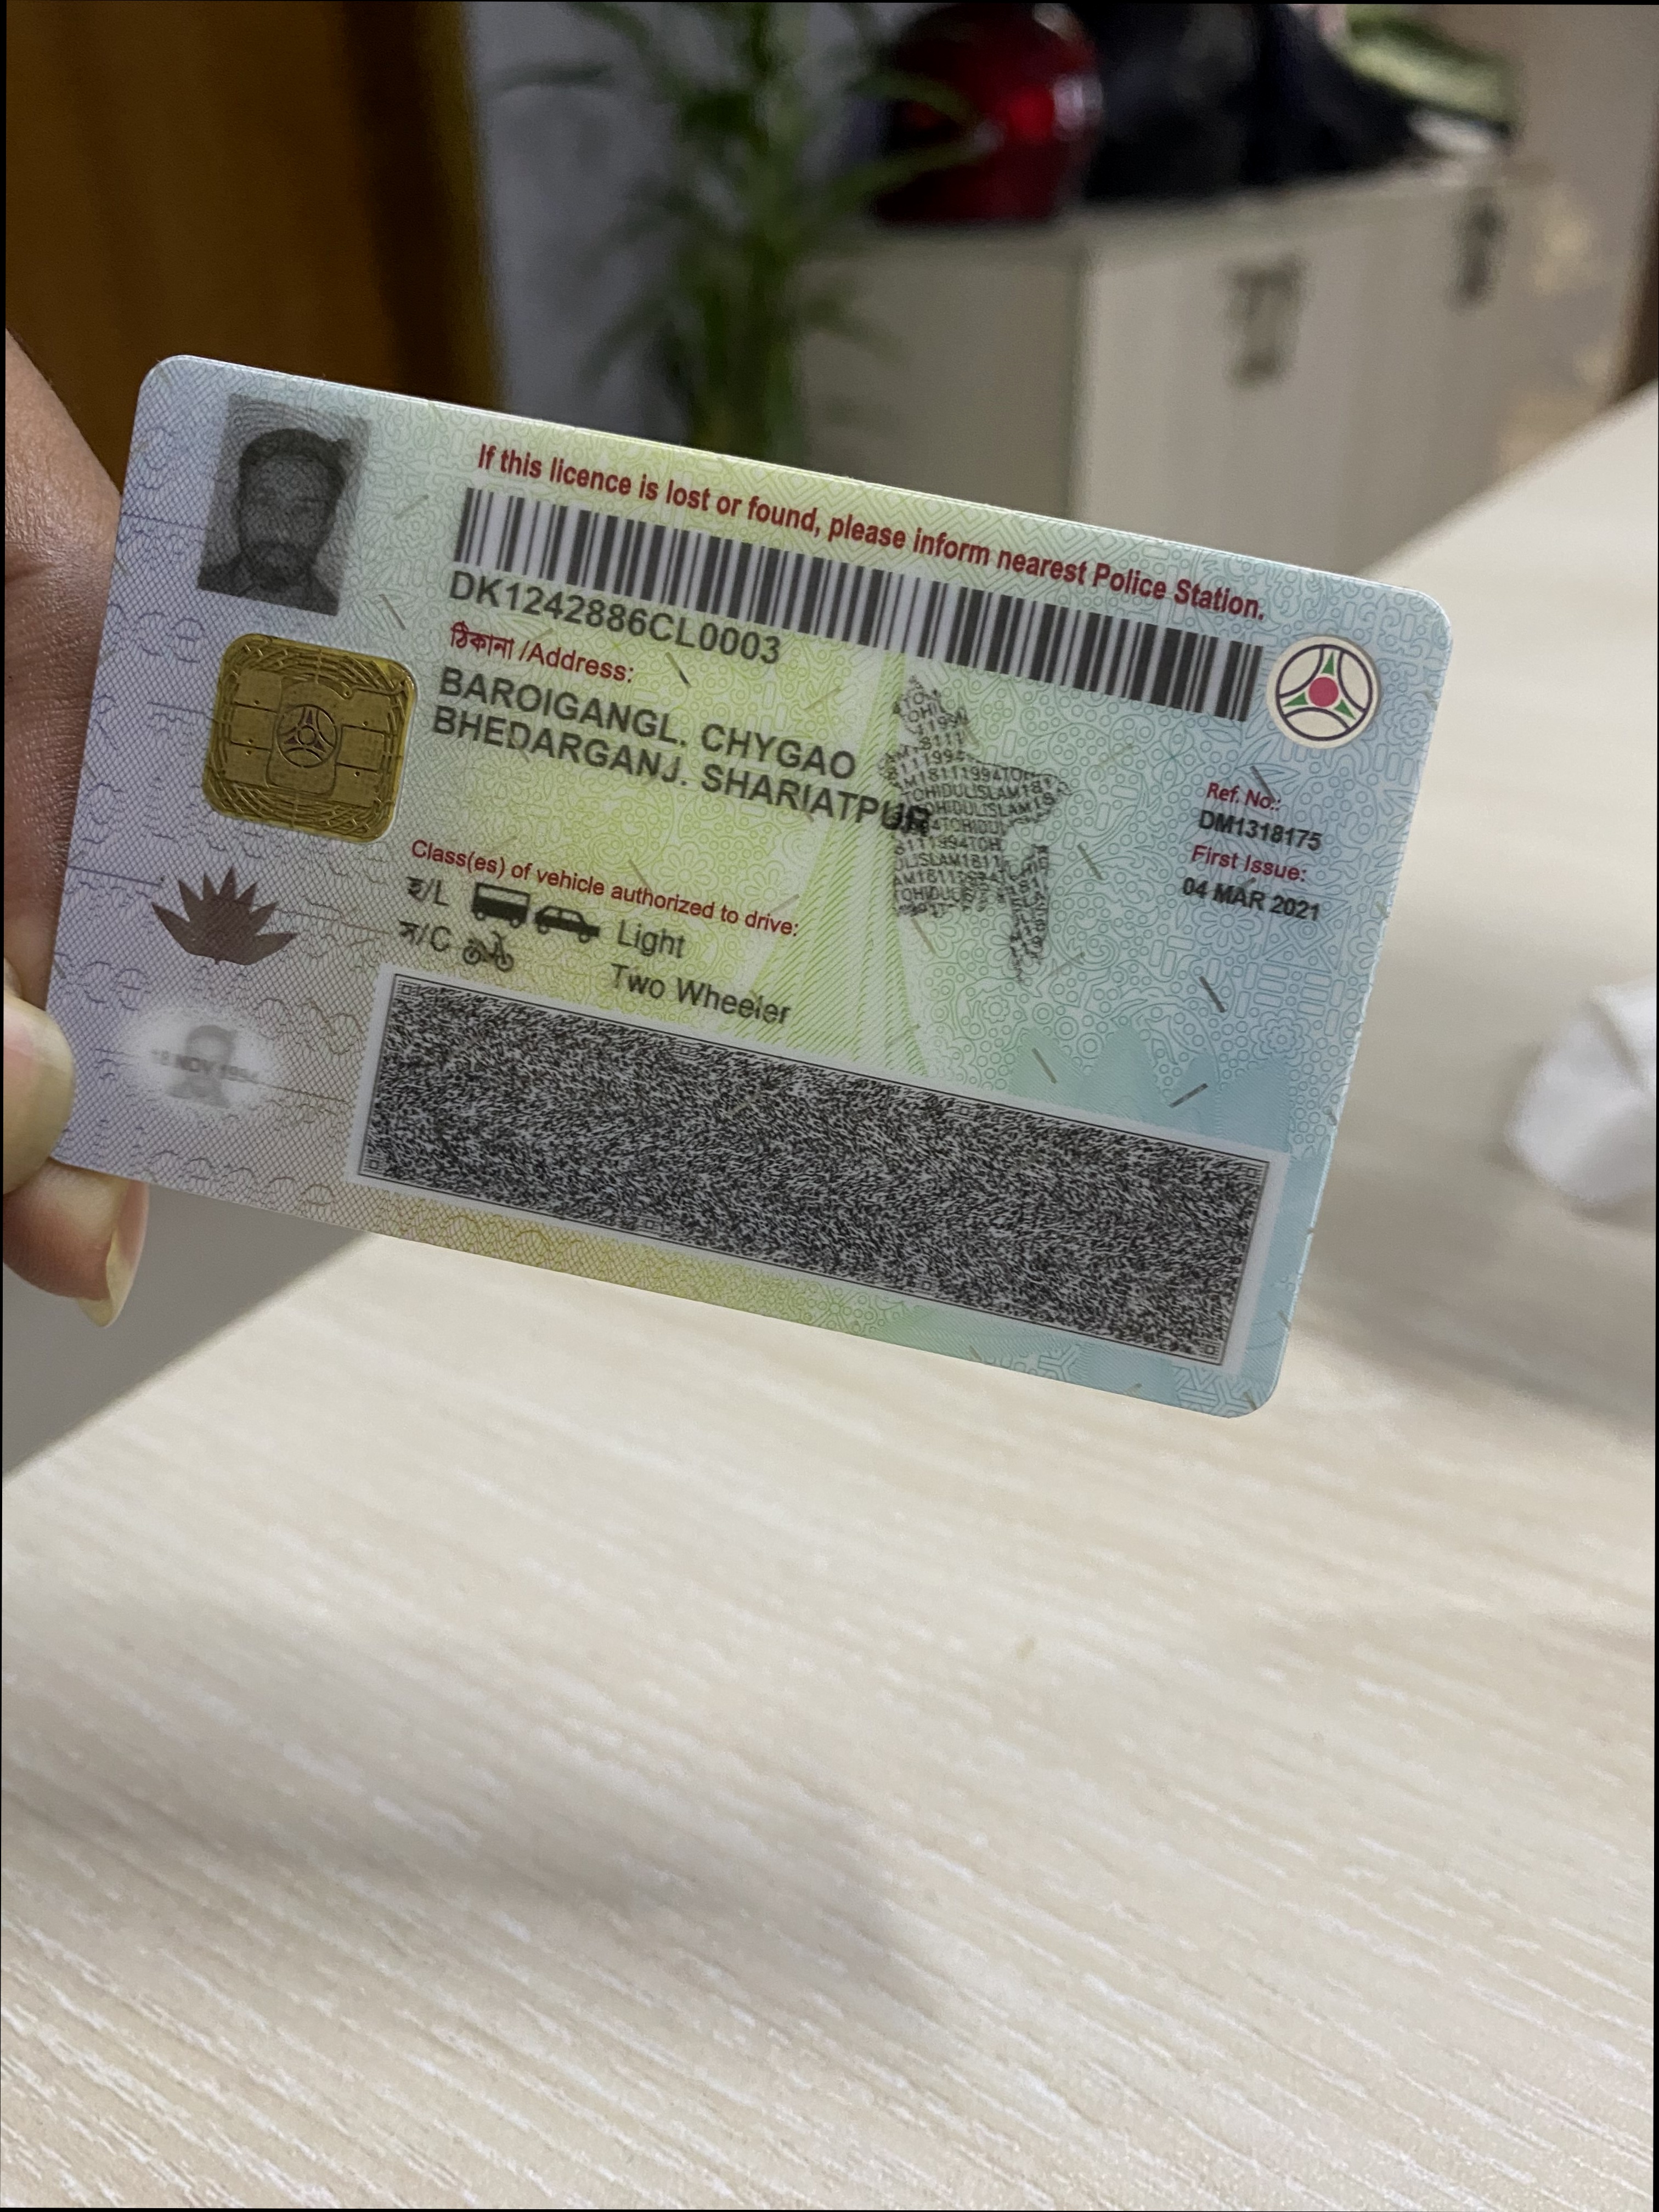 If this licence is lost or found, please inform nearest Police Station.
DK1242886CL0003
ঠিকানা /Address:
BAROIGANGL. CHYGAO
BHEDARGANJ. SHARIATPUR
Ref. No.:
DM1318175
First Issue:
04 MAR 2021
Class(es) of vehicle authorized to drive:
হ/L Light
ম/C Two Wheeler
18 NOV 1994